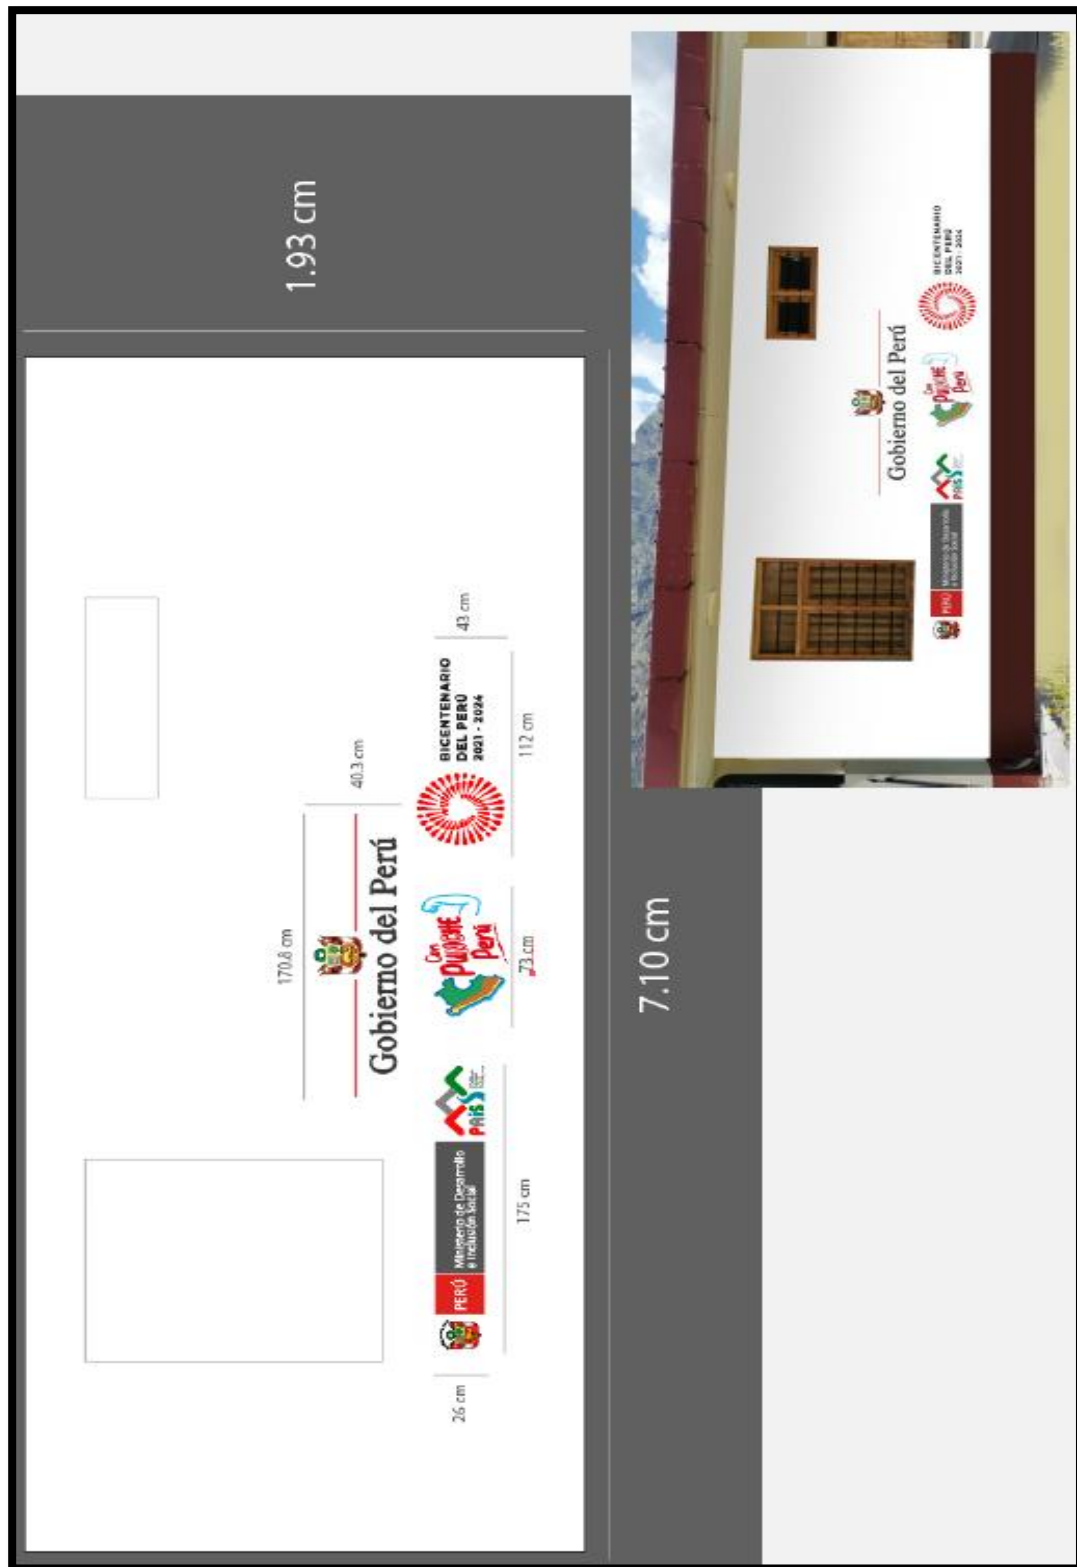 1.93 cm
43 cm
40.3 cm
170.8 cm
Gobierno del Perú
BICENTENARIO
DEL PERÚ
2021 - 2024
112 cm
Con
PUNCHE
Perú
73 cm
7.10 cm
PERÚ
Ministerio de Desarrollo
e Inclusión Social
PAIS
175 cm
26 cm
Gobierno del Perú
BICENTENARIO
DEL PERÚ
2021 - 2024
Con
PUNCHE
Perú
PERÚ
Ministerio de Desarrollo
e Inclusión Social
PAIS